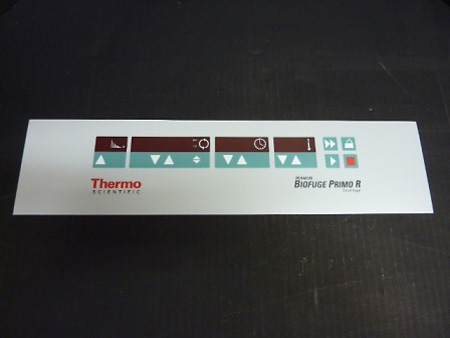 Thermo
SCIENTIFIC
BIOFUGE PRIMO R